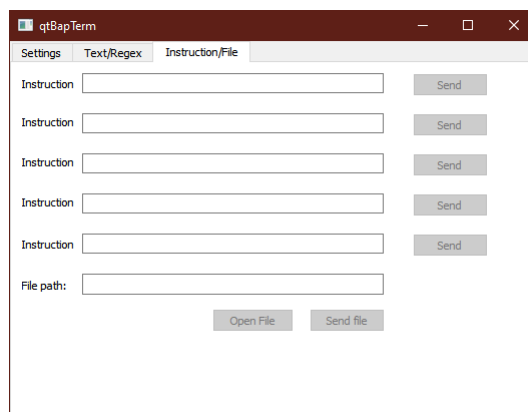 qtBapTerm
Settings Text/Regex Instruction/File
Instruction Send
Instruction Send
Instruction Send
Instruction Send
Instruction Send
File path:
Open File Send file